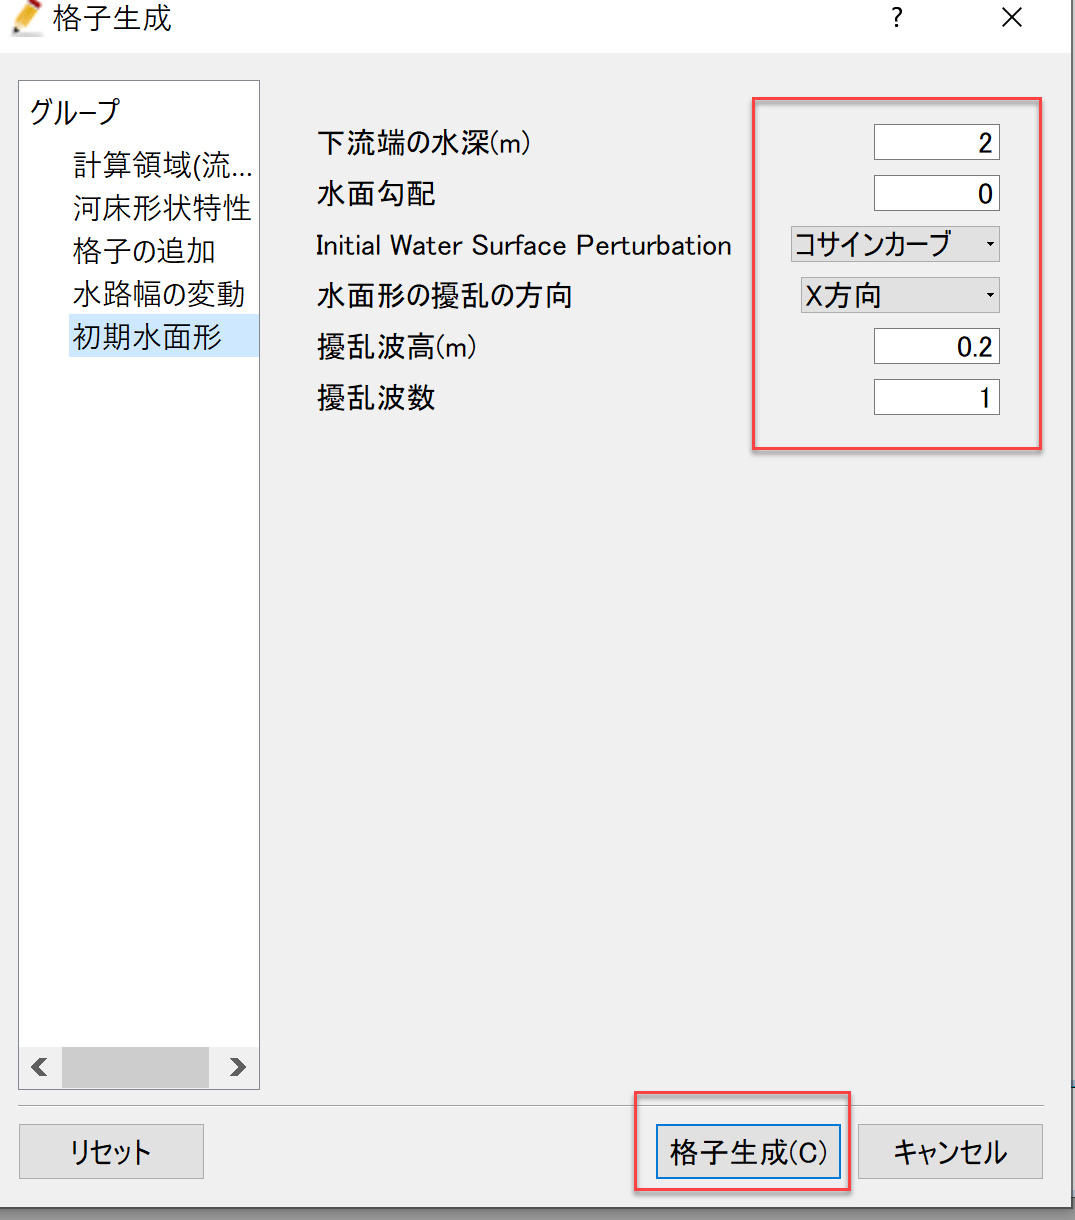 格子生成
?
グループ
計算領域(流...
河床形状特性
格子の追加
水路幅の変動
初期水面形
下流端の水深(m) 2
水面勾配 0
Initial Water Surface Perturbation コサインカーブ
水面形の擾乱の方向 X方向
擾乱波高(m) 0.2
擾乱波数 1
リセット 格子生成(C) キャンセル